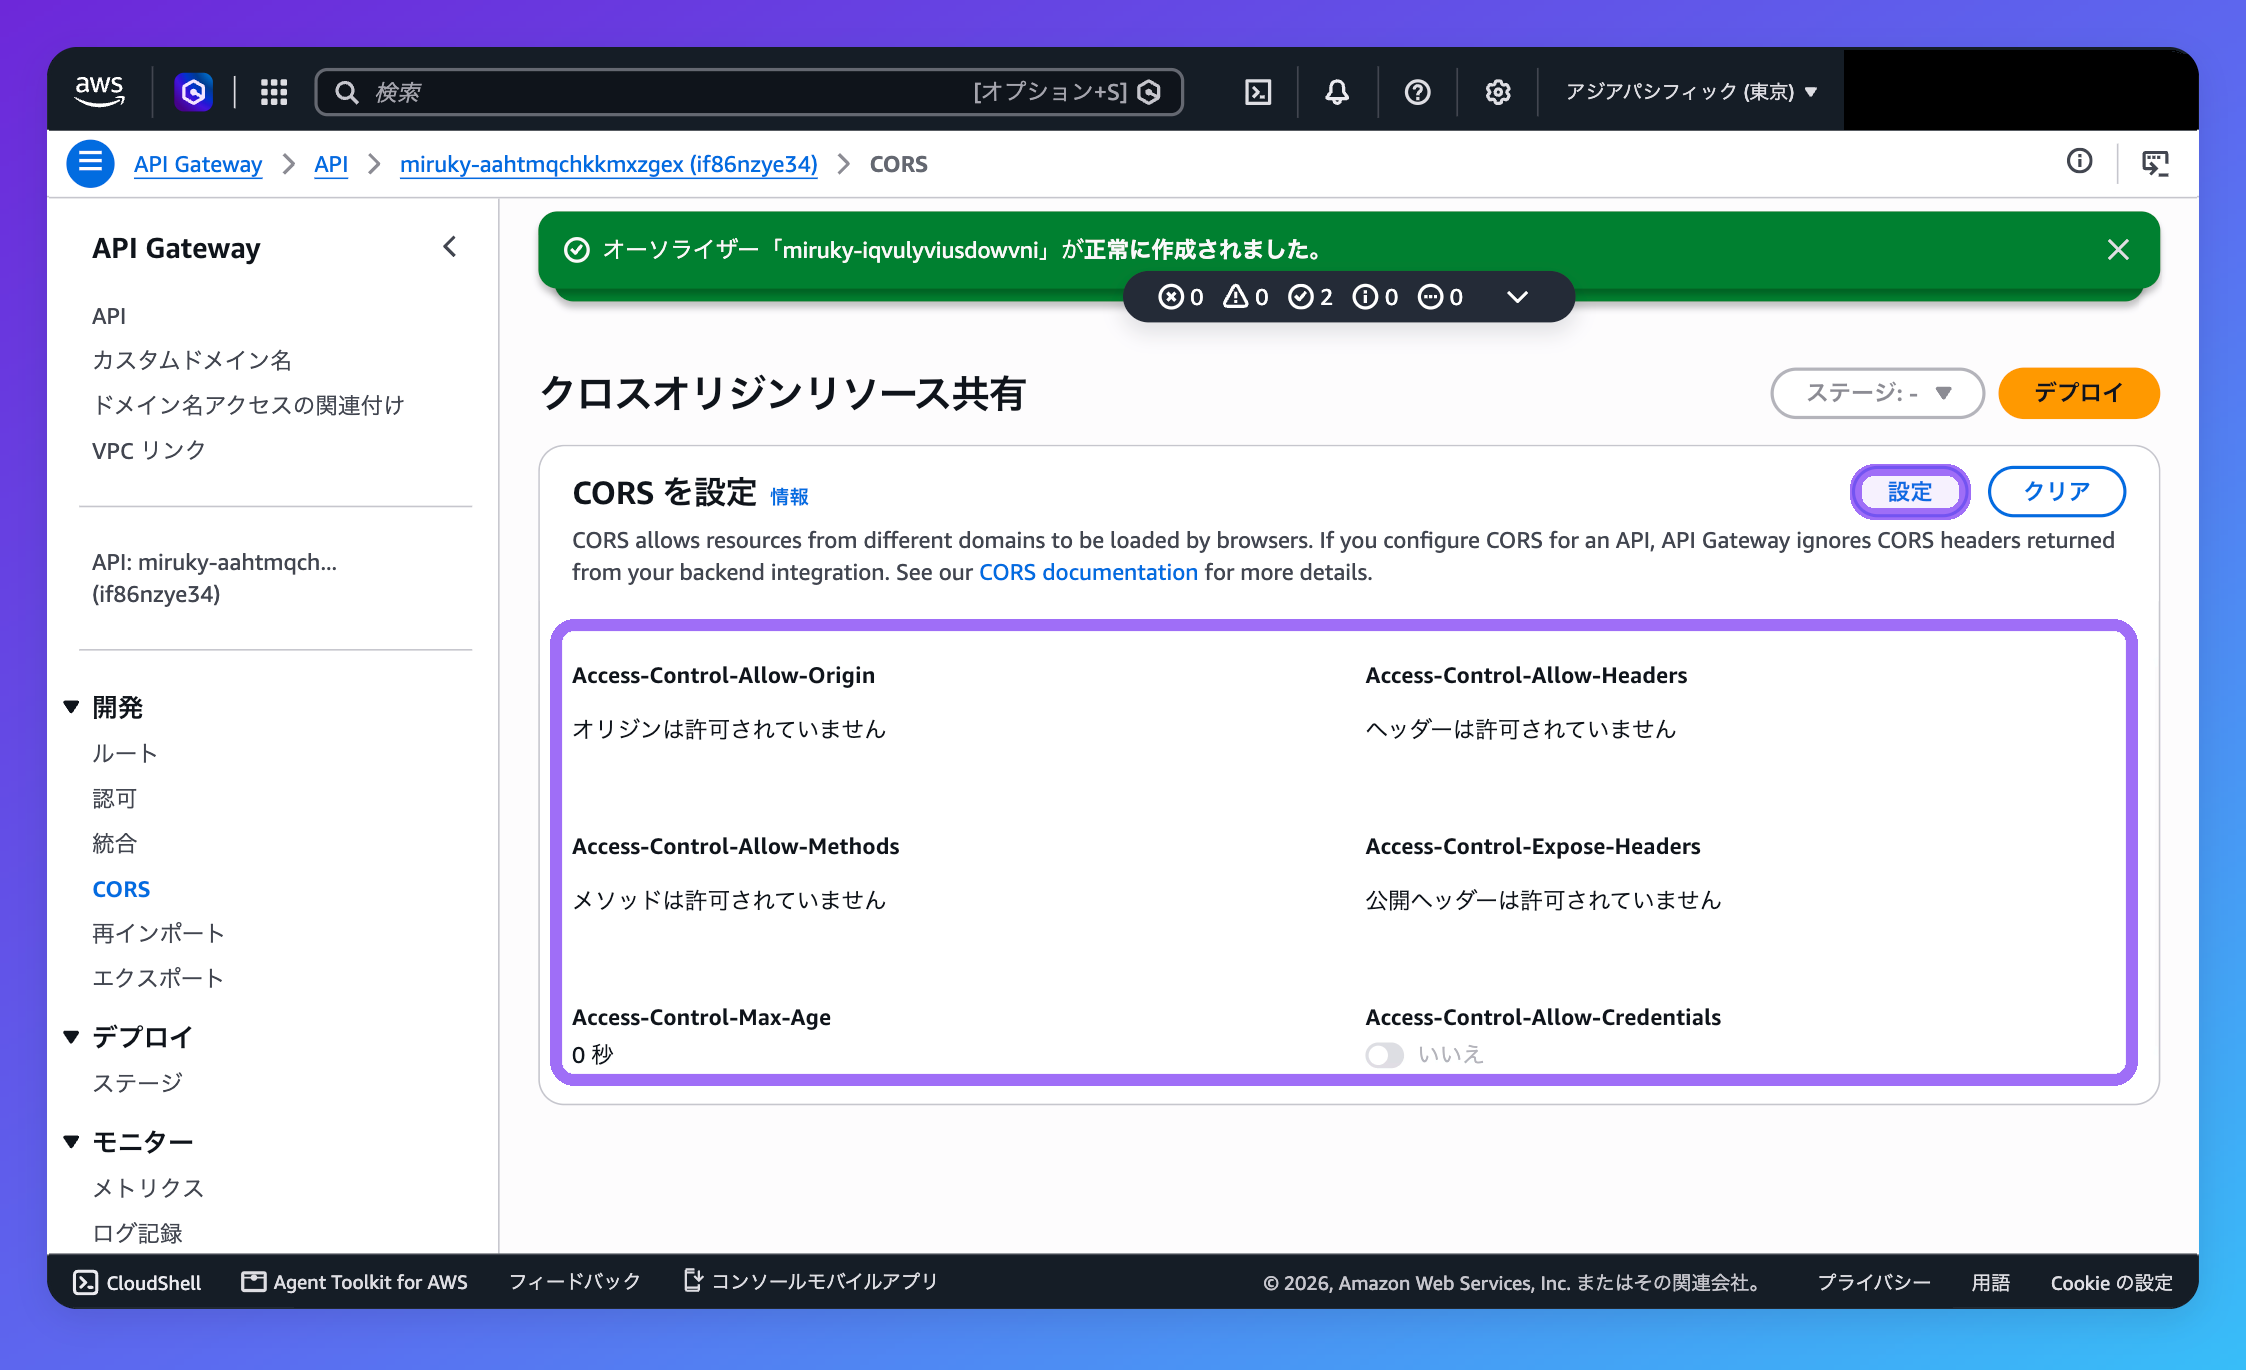 aws
検索
[オプション+S]
アジアパシフィック (東京) ▼
API Gateway > API > miruky-aahtmqchkkmxzgex (if86nzye34) > CORS
API Gateway
API
カスタムドメイン名
ドメイン名アクセスの関連付け
VPC リンク
API: miruky-aahtmqch...
(if86nzye34)
▼ 開発
ルート
認可
統合
CORS
再インポート
エクスポート
▼ デプロイ
ステージ
▼ モニター
メトリクス
ログ記録
オーソライザー「miruky-iqvulyviusdowvni」が正常に作成されました。
0 0 2 0 0
クロスオリジンリソース共有
ステージ: - ▼
デプロイ
CORS を設定 情報
設定
クリア
CORS allows resources from different domains to be loaded by browsers. If you configure CORS for an API, API Gateway ignores CORS headers returned
from your backend integration. See our CORS documentation for more details.
Access-Control-Allow-Origin
オリジンは許可されていません
Access-Control-Allow-Headers
ヘッダーは許可されていません
Access-Control-Allow-Methods
メソッドは許可されていません
Access-Control-Expose-Headers
公開ヘッダーは許可されていません
Access-Control-Max-Age
0 秒
Access-Control-Allow-Credentials
いいえ
CloudShell
Agent Toolkit for AWS
フィードバック
コンソールモバイルアプリ
© 2026, Amazon Web Services, Inc. またはその関連会社。
プライバシー
用語
Cookie の設定